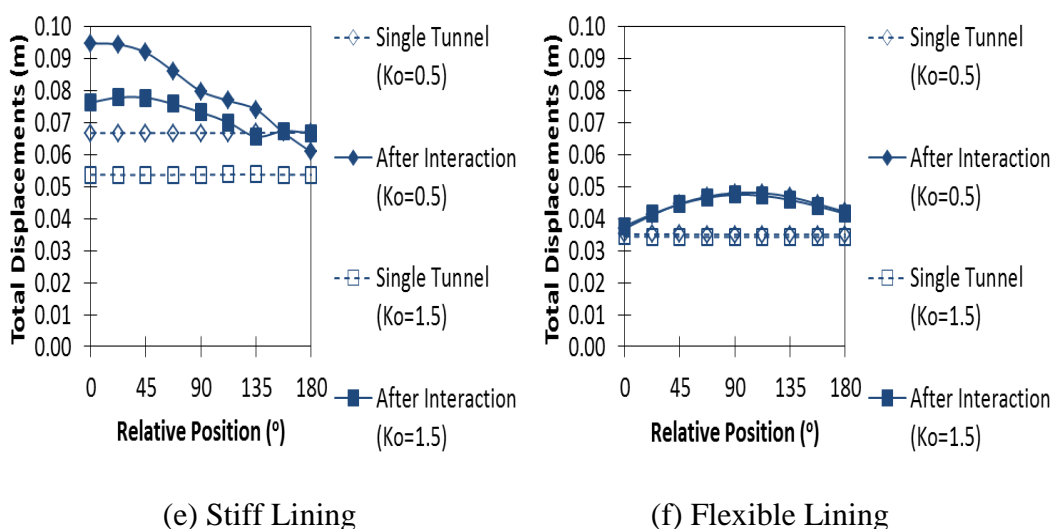 Total Displacements (m)
0.10
0.09
0.08
0.07
0.06
0.05
0.04
0.03
0.02
0.01
0.00
0 45 90 135 180
Relative Position (º)
Single Tunnel
(Ko=0.5)
After Interaction
(Ko=0.5)
Single Tunnel
(Ko=1.5)
After Interaction
(Ko=1.5)
(e) Stiff Lining
Total Displacements (m)
0.10
0.09
0.08
0.07
0.06
0.05
0.04
0.03
0.02
0.01
0.00
0 45 90 135 180
Relative Position (º)
Single Tunnel
(Ko=0.5)
After Interaction
(Ko=0.5)
Single Tunnel
(Ko=1.5)
After Interaction
(Ko=1.5)
(f) Flexible Lining